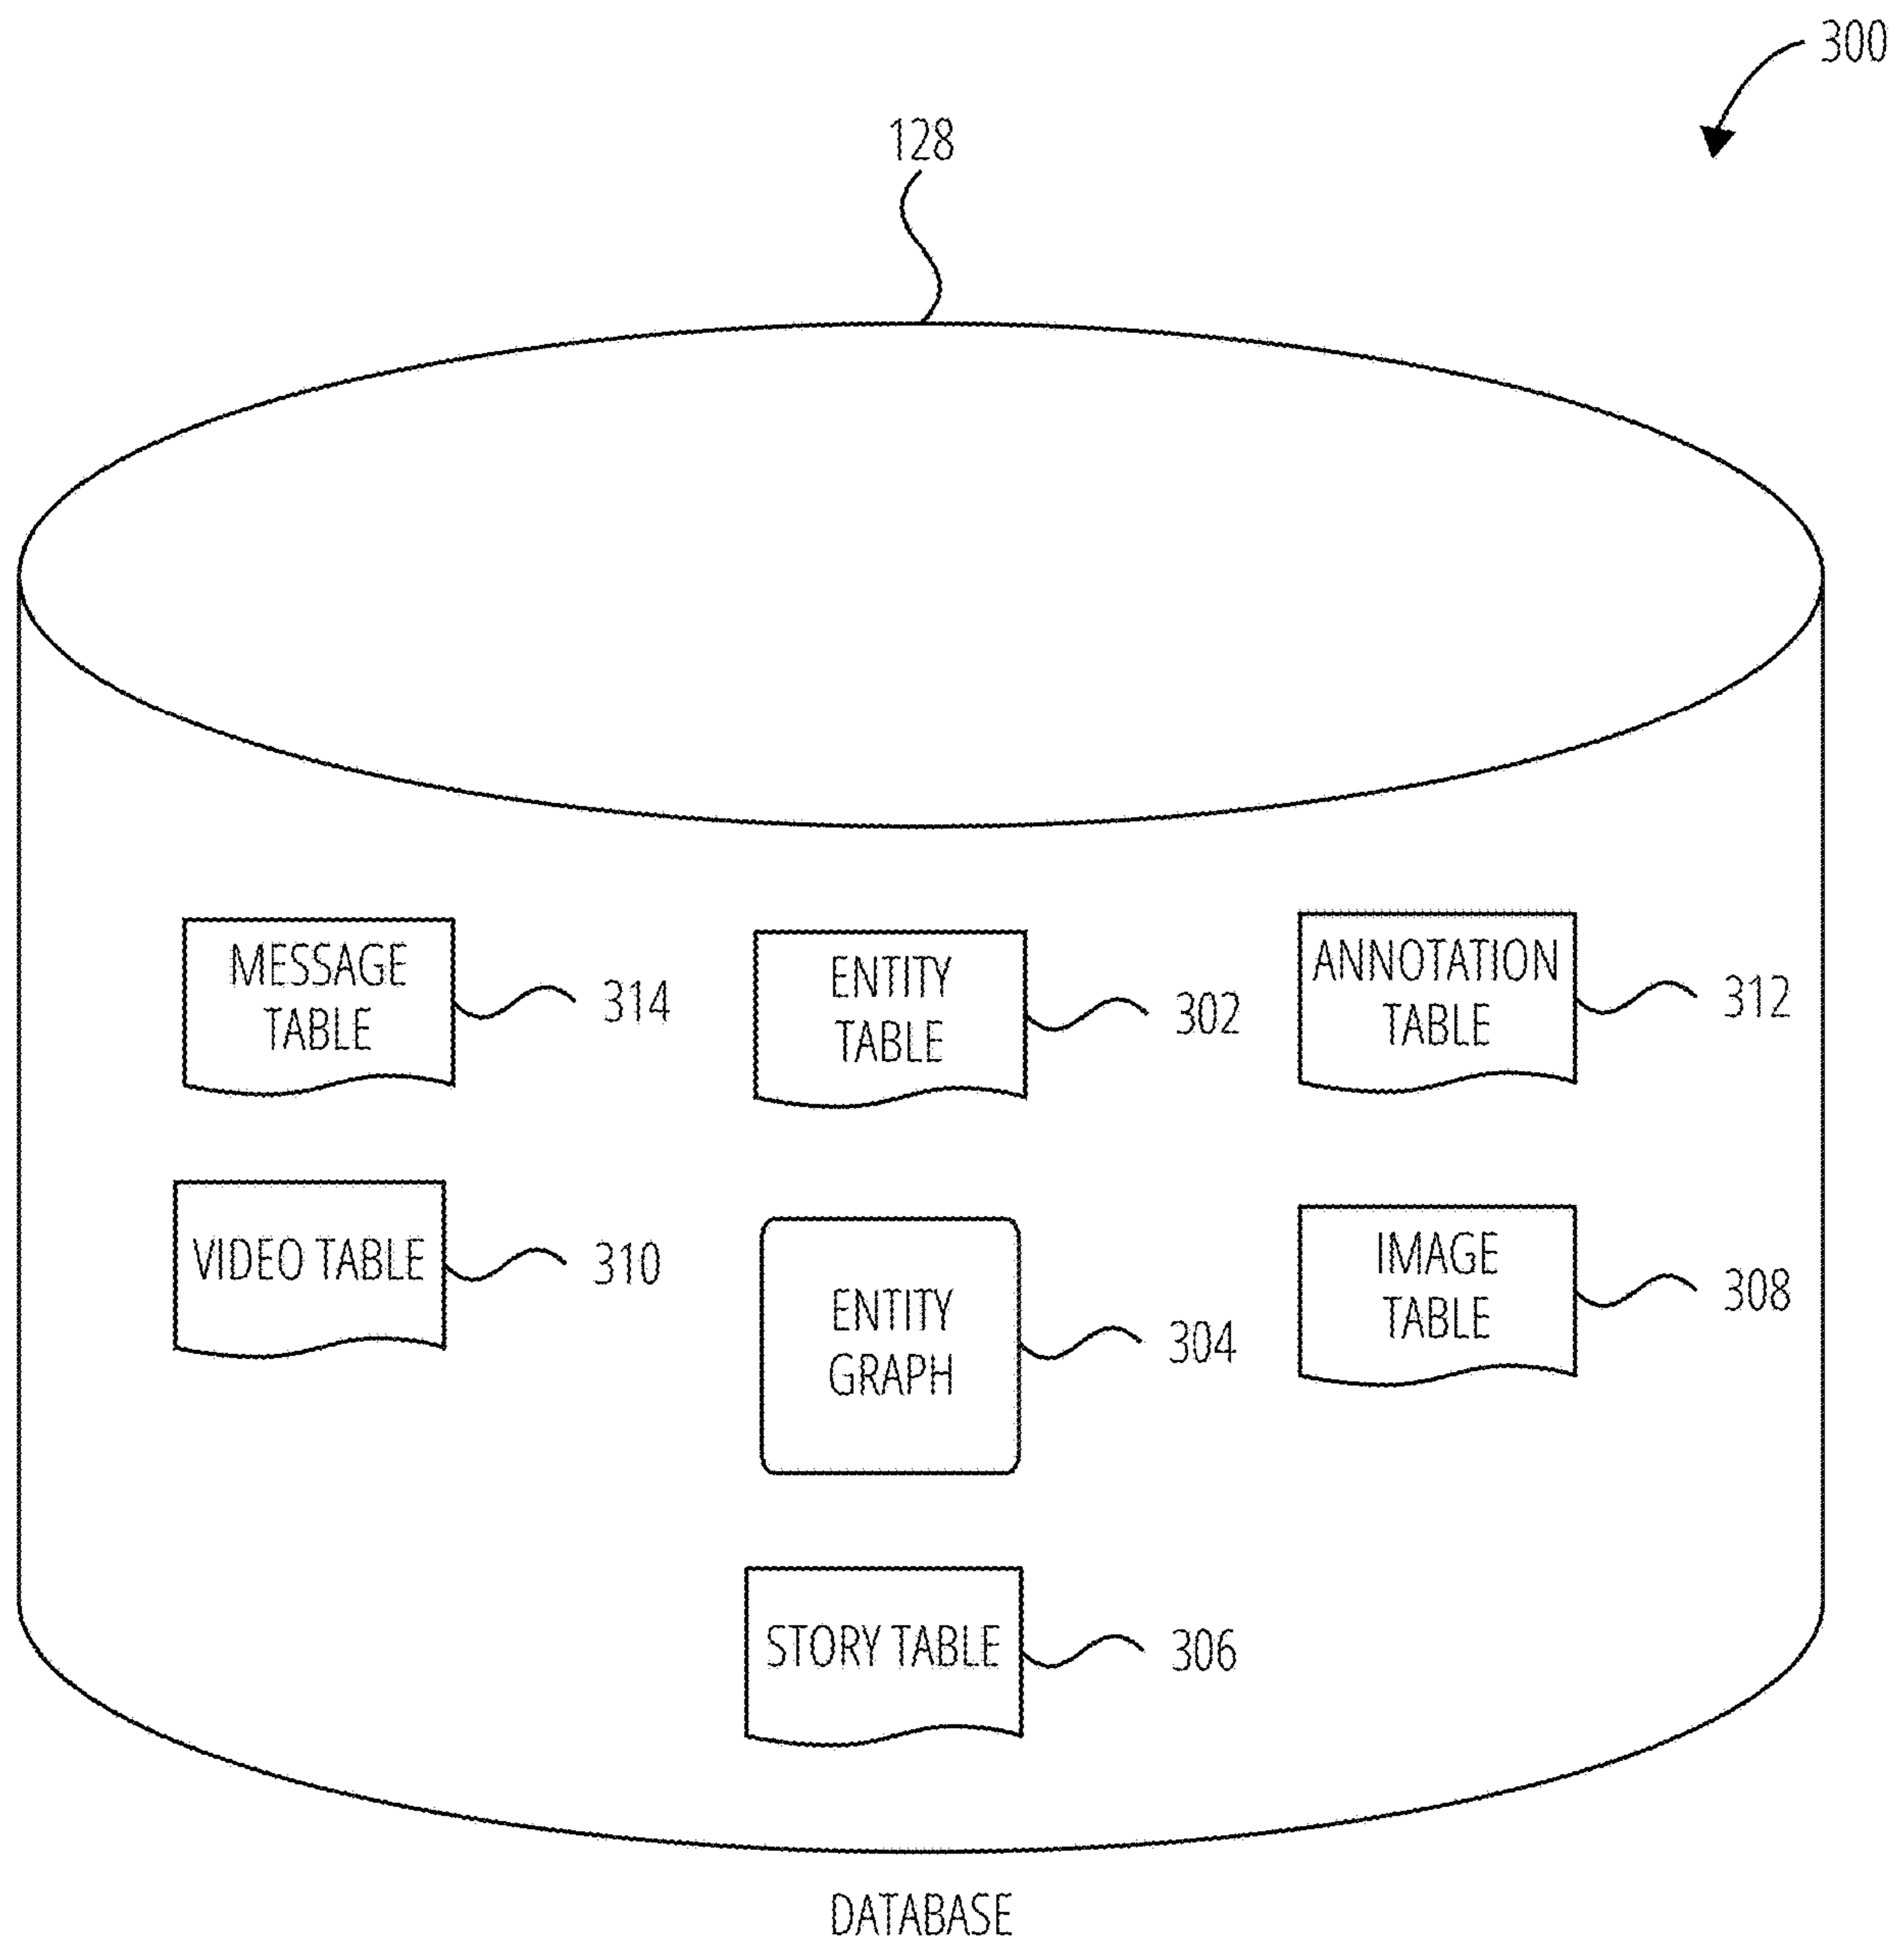 300
128
MESSAGE
TABLE
314
ENTITY
TABLE
302
ANNOTATION
TABLE
312
VIDEO TABLE
310
ENTITY
GRAPH
304
IMAGE
TABLE
308
STORY TABLE
306
DATABASE